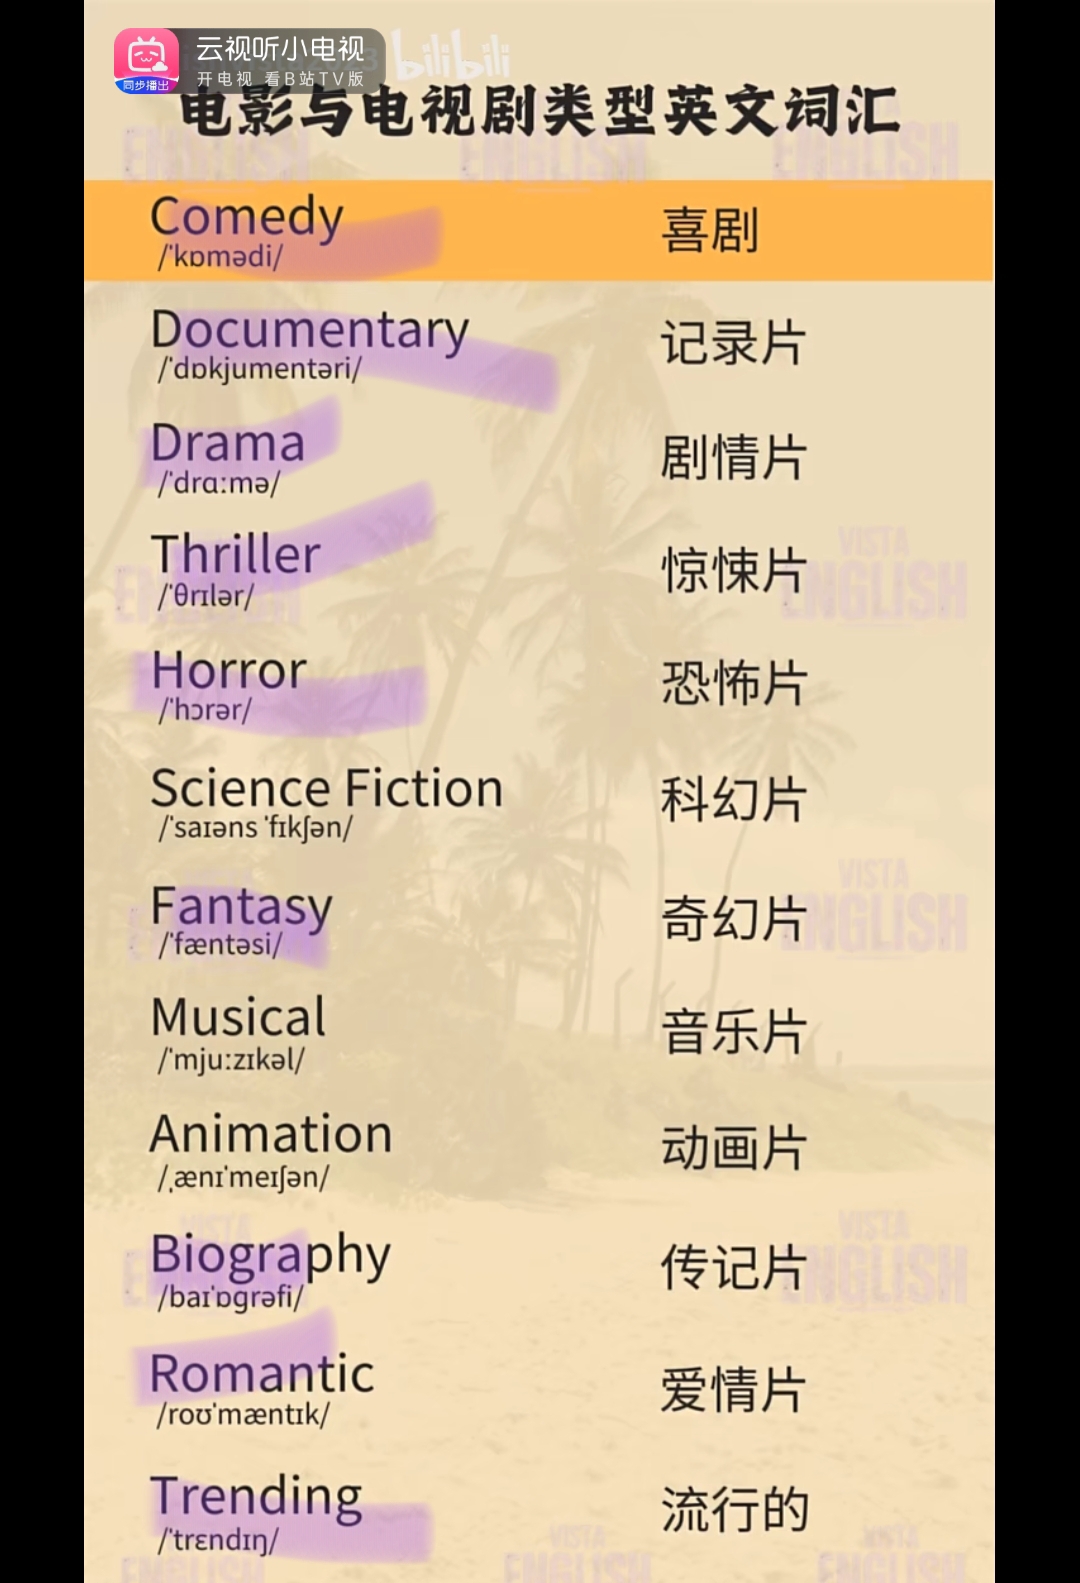 云视听小电视
开电视 看B站TV版
同步播出
bilibili
电影与电视剧类型英文词汇
Comedy
喜剧
/ˈkɒmədi/
Documentary
记录片
/ˈdɒkjumentəri/
Drama
剧情片
/ˈdrɑːmə/
Thriller
惊悚片
/ˈθrɪlər/
Horror
恐怖片
/ˈhɔrər/
Science Fiction
科幻片
/ˈsaɪəns ˈfɪkʃən/
Fantasy
奇幻片
/ˈfæntəsi/
Musical
音乐片
/ˈmjuːzɪkəl/
Animation
动画片
/ˌænɪˈmeɪʃən/
Biography
传记片
/baɪˈɒgrəfi/
Romantic
爱情片
/roʊˈmæntɪk/
Trending
流行的
/ˈtrɛndɪŋ/
VISTA
ENGLISH